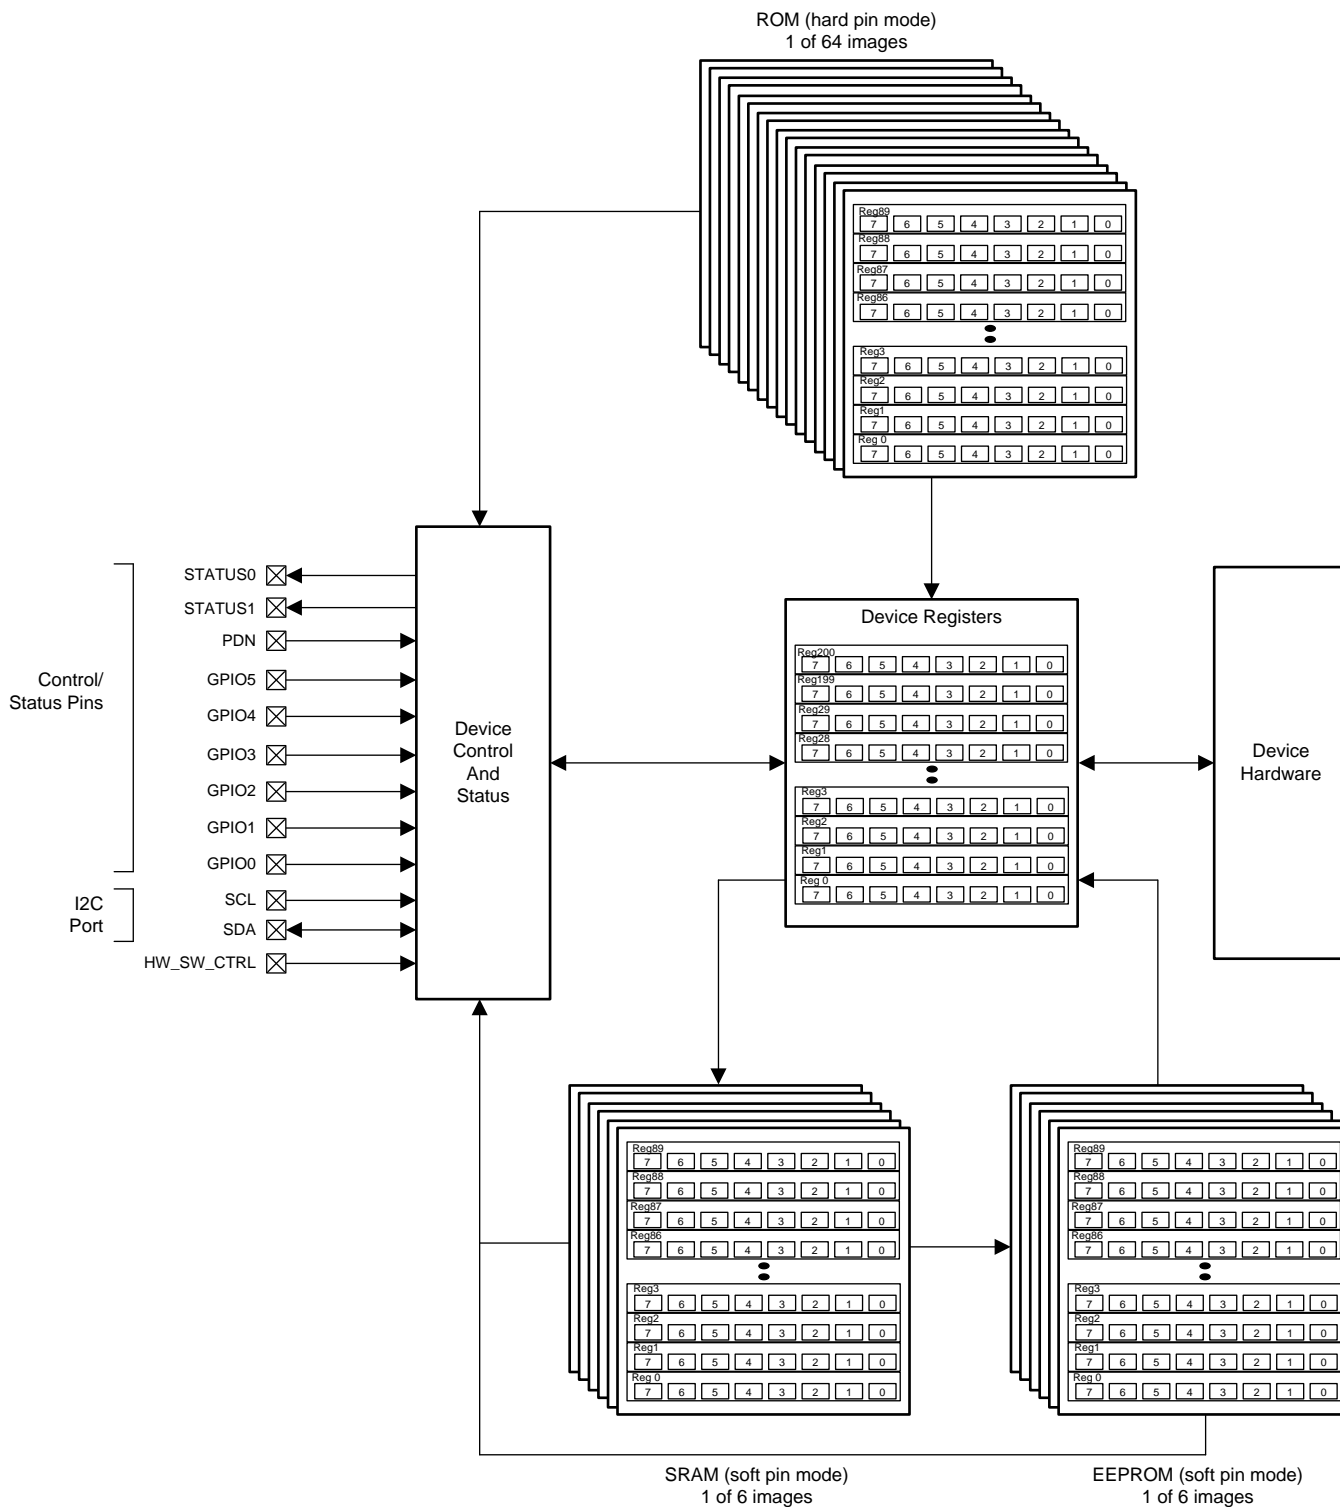 ROM (hard pin mode)
1 of 64 images
Reg89
7 6 5 4 3 2 1 0
Reg88
7 6 5 4 3 2 1 0
Reg87
7 6 5 4 3 2 1 0
Reg86
7 6 5 4 3 2 1 0
Reg3
7 6 5 4 3 2 1 0
Reg2
7 6 5 4 3 2 1 0
Reg1
7 6 5 4 3 2 1 0
Reg 0
7 6 5 4 3 2 1 0
Control/
Status Pins
STATUS0
STATUS1
PDN
GPIO5
GPIO4
GPIO3
GPIO2
GPIO1
GPIO0
I2C
Port
SCL
SDA
HW_SW_CTRL
Device
Control
And
Status
Device Registers
Reg200
7 6 5 4 3 2 1 0
Reg199
7 6 5 4 3 2 1 0
Reg29
7 6 5 4 3 2 1 0
Reg28
7 6 5 4 3 2 1 0
Reg3
7 6 5 4 3 2 1 0
Reg2
7 6 5 4 3 2 1 0
Reg1
7 6 5 4 3 2 1 0
Reg 0
7 6 5 4 3 2 1 0
Device
Hardware
Reg89
7 6 5 4 3 2 1 0
Reg88
7 6 5 4 3 2 1 0
Reg87
7 6 5 4 3 2 1 0
Reg86
7 6 5 4 3 2 1 0
Reg3
7 6 5 4 3 2 1 0
Reg2
7 6 5 4 3 2 1 0
Reg1
7 6 5 4 3 2 1 0
Reg 0
7 6 5 4 3 2 1 0
SRAM (soft pin mode)
1 of 6 images
Reg89
7 6 5 4 3 2 1 0
Reg88
7 6 5 4 3 2 1 0
Reg87
7 6 5 4 3 2 1 0
Reg86
7 6 5 4 3 2 1 0
Reg3
7 6 5 4 3 2 1 0
Reg2
7 6 5 4 3 2 1 0
Reg1
7 6 5 4 3 2 1 0
Reg 0
7 6 5 4 3 2 1 0
EEPROM (soft pin mode)
1 of 6 images